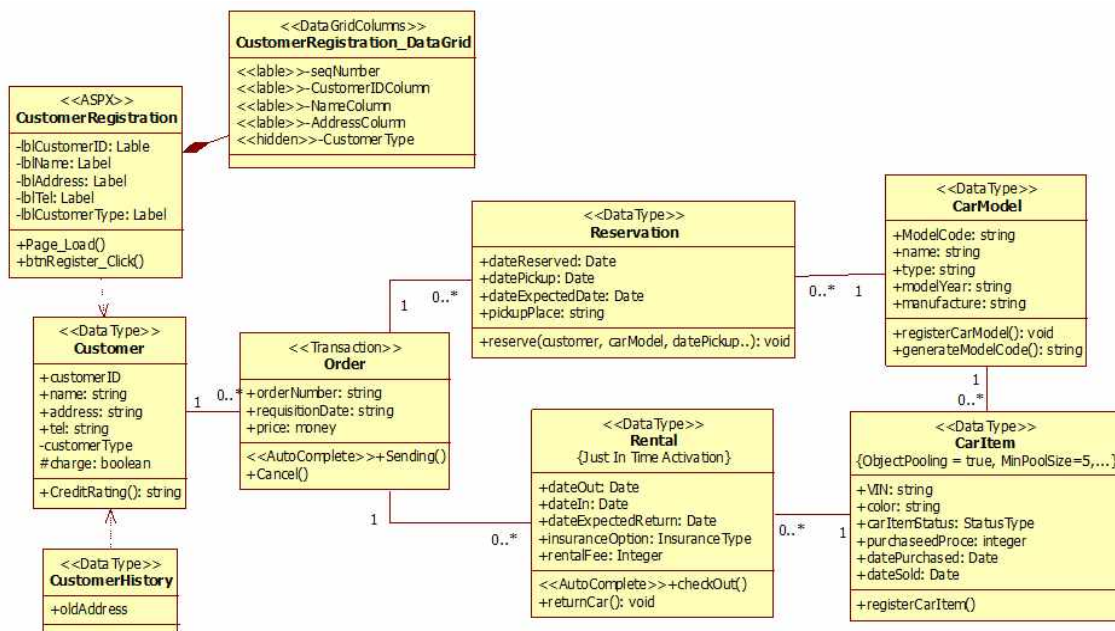 <<DataGridColumns>>
CustomerRegistration_DataGrid
<<lable>>-seqNumber
<<lable>>-CustomerIDColumn
<<lable>>-NameColumn
<<lable>>-AddressColumn
<<hidden>>-CustomerType
<<ASPX>>
CustomerRegistration
-lblCustomerID: Lable
-lblName: Label
-lblAddress: Label
-lblTel: Label
-lblCustomerType: Label
+Page_Load()
+btnRegister_Click()
<<DataType>>
Customer
+customerID
+name: string
+address: string
+tel: string
-customerType
#charge: boolean
+CreditRating(): string
<<DataType>>
CustomerHistory
+oldAddress
1
0..*
<<Transaction>>
Order
+orderNumber: string
+requisitionDate: string
+price: money
<<AutoComplete>>+Sending()
+Cancel()
1
0..*
1
0..*
<<DataType>>
Reservation
+dateReserved: Date
+datePickup: Date
+dateExpectedDate: Date
+pickupPlace: string
+reserve(customer, carModel, datePickup..): void
0..*
1
<<DataType>>
CarModel
+ModelCode: string
+name: string
+type: string
+modelYear: string
+manufacture: string
+registerCarModel(): void
+generateModelCode(): string
1
0..*
<<DataType>>
Rental
{Just In Time Activation}
+dateOut: Date
+dateIn: Date
+dateExpectedReturn: Date
+insuranceOption: InsuranceType
+rentalFee: Integer
<<AutoComplete>>+checkOut()
+returnCar(): void
0..*
1
<<DataType>>
CarItem
{ObjectPooling = true, MinPoolSize=5,...}
+VIN: string
+color: string
+carItemStatus: StatusType
+purchaseedProce: integer
+datePurchased: Date
+dateSold: Date
+registerCarItem()